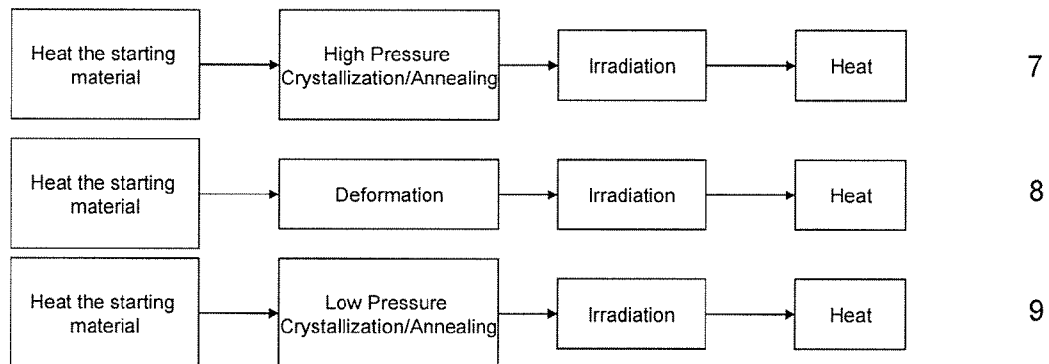 Heat the starting
material
High Pressure
Crystallization/Annealing
Irradiation
Heat
7
Heat the starting
material
Deformation
Irradiation
Heat
8
Heat the starting
material
Low Pressure
Crystallization/Annealing
Irradiation
Heat
9